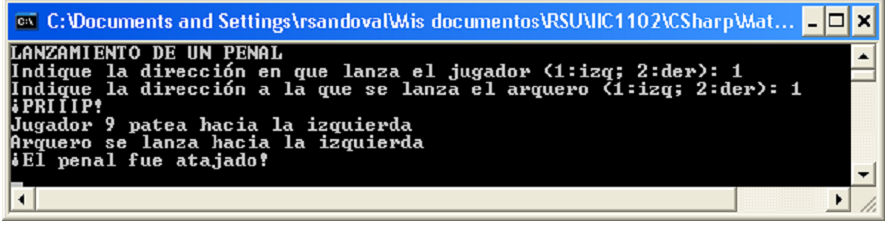 C:\Documents and Settings\rsandoval\Mis documentos\RSU\IIC1102\CSharp\Mat...
LANZAMIENTO DE UN PENAL
Indique la dirección en que lanza el jugador (1:izq; 2:der): 1
Indique la dirección a la que se lanza el arquero (1:izq; 2:der): 1
¡PRIIIP!
Jugador 9 patea hacia la izquierda
Arquero se lanza hacia la izquierda
¡El penal fue atajado!